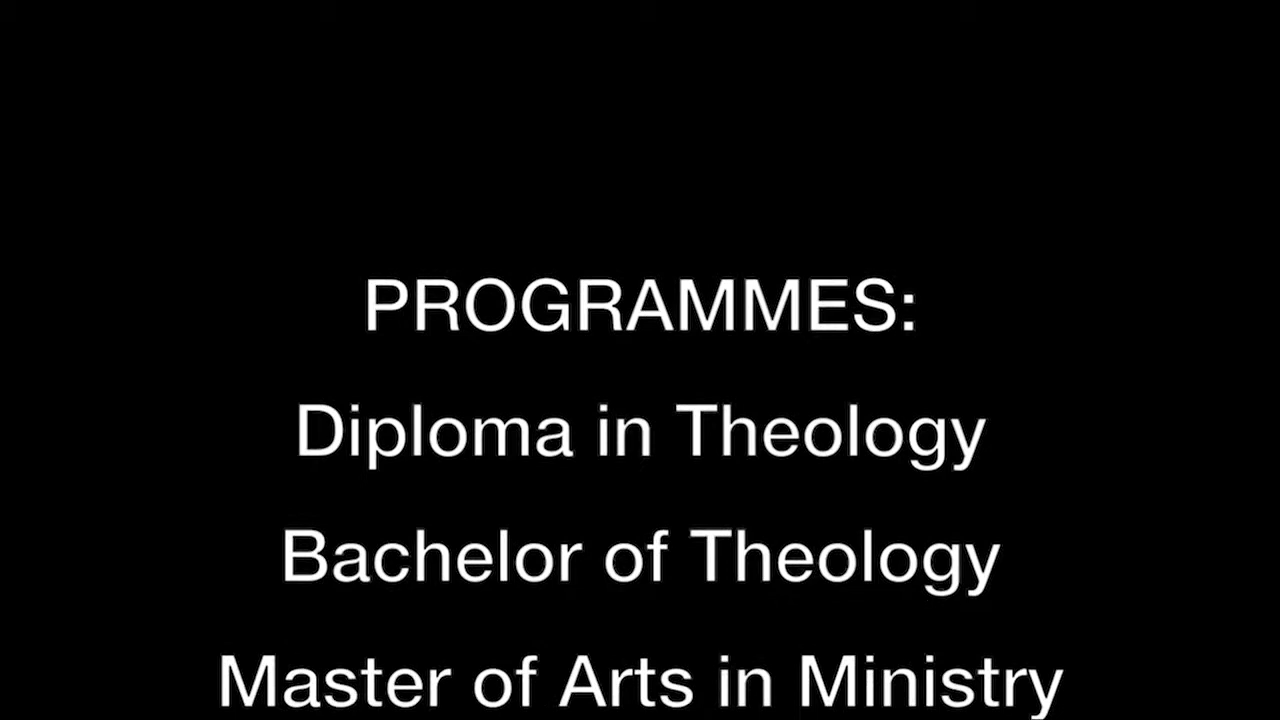 PROGRAMMES:
Diploma in Theology
Bachelor of Theology
Master of Arts in Ministry